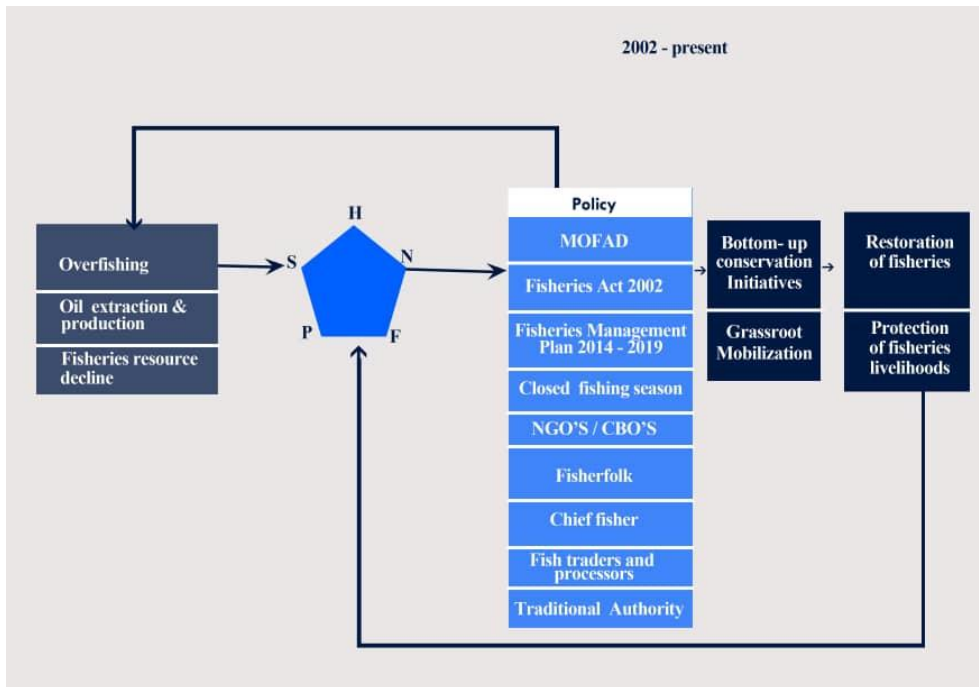 2002 - present
Overfishing
Oil extraction &
production
Fisheries resource
decline
H
S
N
P
F
Policy
MOFAD
Fisheries Act 2002
Fisheries Management
Plan 2014 - 2019
Closed fishing season
NGO'S / CBO'S
Fisherfolk
Chief fisher
Fish traders and
processors
Traditional Authority
Bottom- up
conservation
Initiatives
Grassroot
Mobilization
Restoration
of fisheries
Protection
of fisheries
livelihoods